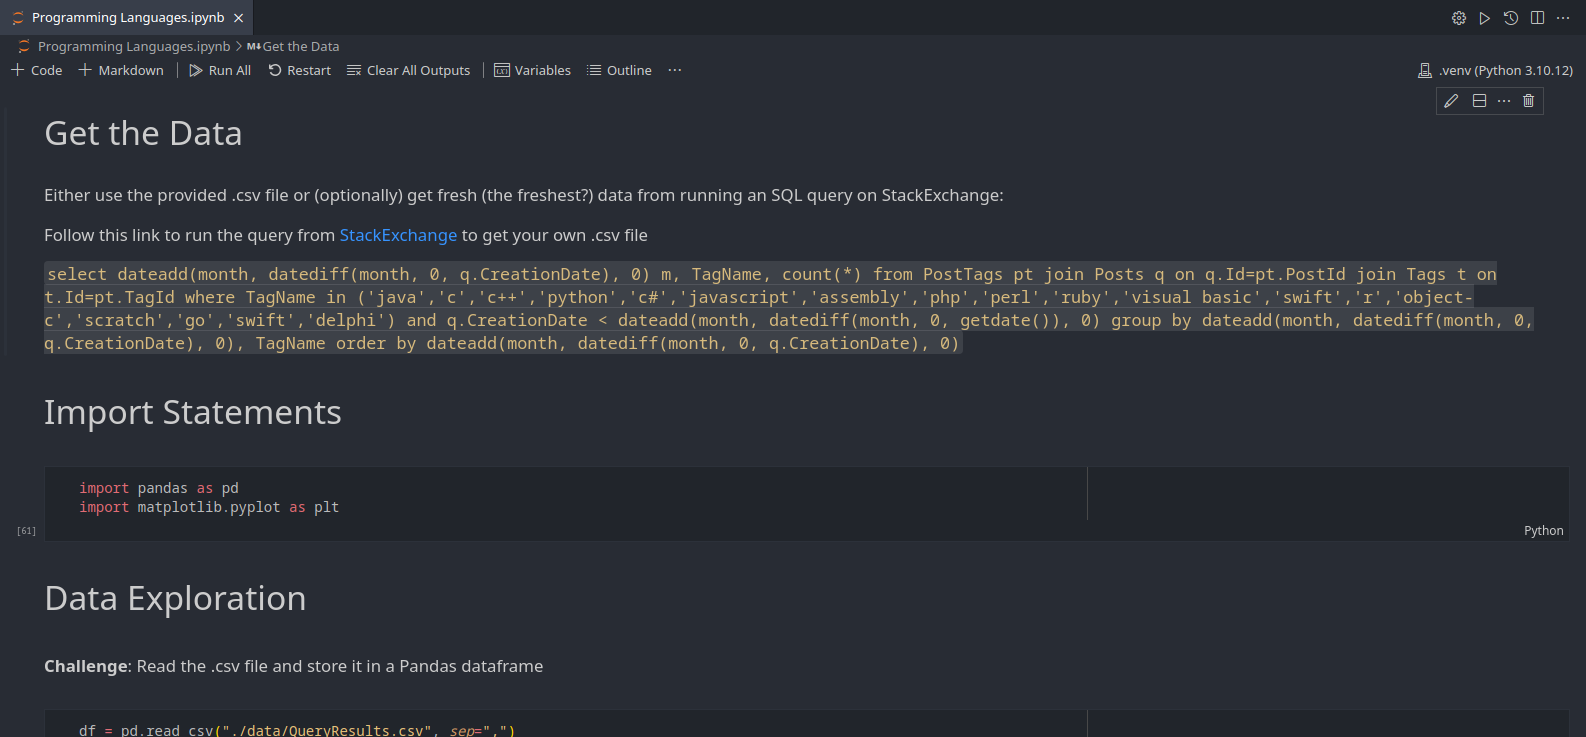 Programming Languages.ipynb
Programming Languages.ipynb > M↓ Get the Data
Code Markdown Run All Restart Clear All Outputs Variables Outline ... .venv (Python 3.10.12)
Get the Data
Either use the provided .csv file or (optionally) get fresh (the freshest?) data from running an SQL query on StackExchange:
Follow this link to run the query from StackExchange to get your own .csv file
select dateadd(month, datediff(month, 0, q.CreationDate), 0) m, TagName, count(*) from PostTags pt join Posts q on q.Id=pt.PostId join Tags t on
t.Id=pt.TagId where TagName in ('java','c','c++','python','c#','javascript','assembly','php','perl','ruby','visual basic','swift','r','object-
c','scratch','go','swift','delphi') and q.CreationDate < dateadd(month, datediff(month, 0, getdate()), 0) group by dateadd(month, datediff(month, 0,
q.CreationDate), 0), TagName order by dateadd(month, datediff(month, 0, q.CreationDate), 0)
Import Statements
import pandas as pd
import matplotlib.pyplot as plt
[61]
Python
Data Exploration
Challenge: Read the .csv file and store it in a Pandas dataframe
df = pd.read_csv("./data/QueryResults.csv", sep=",")